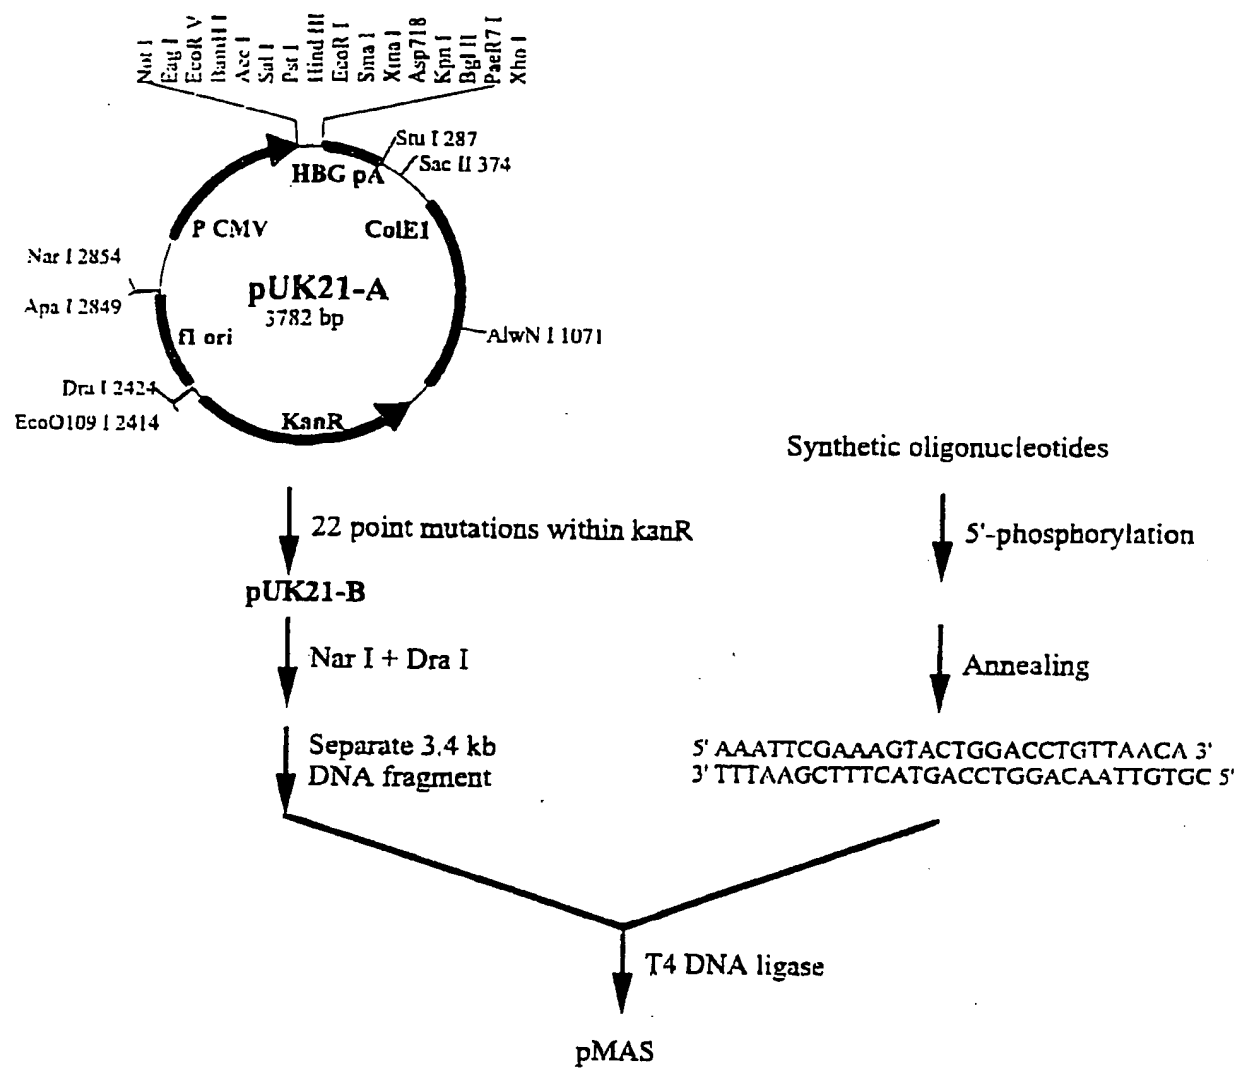 Not I
Eag I
EcoR V
BamH I
Acc I
Sal I
Pst I
Hind III
EcoR I
Sma I
Xma I
Asp718
Kpn I
Bgl II
PaeR7 I
Xho I
Stu I 287
Sac II 374
HBG pA
P CMV
ColE1
Nar I 2854
Apa I 2849
pUK21-A
3782 bp
f1 ori
AlwN I 1071
Dra I 2424
EcoO109 I 2414
KanR
Synthetic oligonucleotides
22 point mutations within kanR
5'-phosphorylation
pUK21-B
Nar I + Dra I
Annealing
Separate 3.4 kb
DNA fragment
5' AAATTCGAAAGTACTGGACCTGTTAACA 3'
3' TTTAAGCTTTCATGACCTGGACAATTGTGC 5'
T4 DNA ligase
pMAS